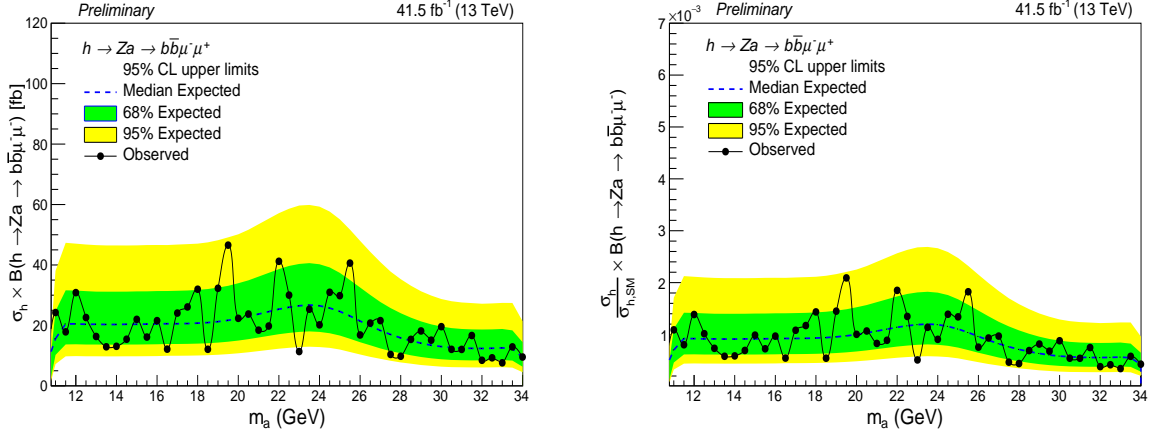 Preliminary 41.5 fb⁻¹ (13 TeV)
h → Za → bb̅μ⁻μ⁺
95% CL upper limits
Median Expected
68% Expected
95% Expected
Observed
σₕ × B(h →Za → bb̅μ⁻μ⁻) [fb]
140
120
100
80
60
40
20
0
12 14 16 18 20 22 24 26 28 30 32 34
mₐ (GeV)
Preliminary 41.5 fb⁻¹ (13 TeV)
×10⁻³
h → Za → bb̅μ⁻μ⁺
95% CL upper limits
Median Expected
68% Expected
95% Expected
Observed
σₕ/σₕ,SM × B(h →Za → bb̅μ⁻μ⁻)
7
6
5
4
3
2
1
12 14 16 18 20 22 24 26 28 30 32 34
mₐ (GeV)